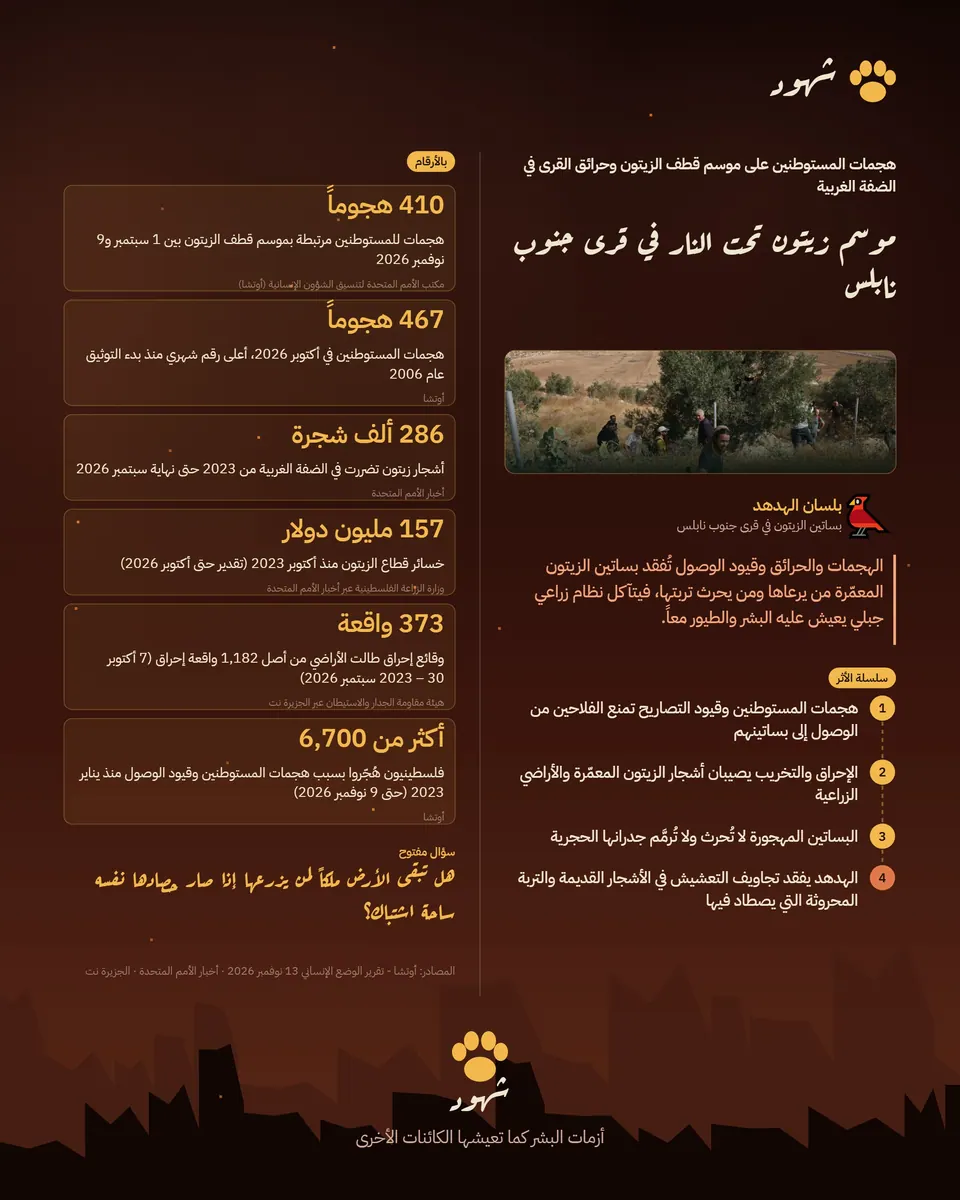 شهود
هجمات المستوطنين على موسم قطف الزيتون وحرائق القرى في
الضفة الغربية
موسم زيتون تحت النار في قرى جنوب
نابلس
بلسان الهدهد
بساتين الزيتون في قرى جنوب نابلس
الهجمات والحرائق وقيود الوصول تُفقد بساتين الزيتون
المعمّرة من يرعاها ومن يحرث تربتها، فيتآكل نظام زراعي
جبلي يعيش عليه البشر والطيور معاً.
سلسلة الأثر
1 هجمات المستوطنين وقيود التصاريح تمنع الفلاحين من
الوصول إلى بساتينهم
2 الإحراق والتخريب يصيبان أشجار الزيتون المعمّرة والأراضي
الزراعية
3 البساتين المهجورة لا تُحرث ولا تُرمَّم جدرانها الحجرية
4 الهدهد يفقد تجاويف التعشيش في الأشجار القديمة والتربة
المحروثة التي يصطاد فيها
بالأرقام
410 هجوماً
هجمات للمستوطنين مرتبطة بموسم قطف الزيتون بين 1 سبتمبر و9
نوفمبر 2026
مكتب الأمم المتحدة لتنسيق الشؤون الإنسانية (أوتشا)
467 هجوماً
هجمات المستوطنين في أكتوبر 2026، أعلى رقم شهري منذ بدء التوثيق
عام 2006
أوتشا
286 ألف شجرة
أشجار زيتون تضررت في الضفة الغربية من 2023 حتى نهاية سبتمبر 2026
أخبار الأمم المتحدة
157 مليون دولار
خسائر قطاع الزيتون منذ أكتوبر 2023 (تقدير حتى أكتوبر 2026)
وزارة الزراعة الفلسطينية عبر أخبار الأمم المتحدة
373 واقعة
وقائع إحراق طالت الأراضي من أصل 1,182 واقعة إحراق (7 أكتوبر
2023 – 30 سبتمبر 2026)
هيئة مقاومة الجدار والاستيطان عبر الجزيرة نت
أكثر من 6,700
فلسطينيون هُجّروا بسبب هجمات المستوطنين وقيود الوصول منذ يناير
2023 (حتى 9 نوفمبر 2026)
أوتشا
سؤال مفتوح
هل تبقى الأرض ملكاً لمن يزرعها إذا صار حصادها نفسه
ساحة اشتباك؟
المصادر: أوتشا - تقرير الوضع الإنساني 13 نوفمبر 2026 · أخبار الأمم المتحدة · الجزيرة نت
شهود
أزمات البشر كما تعيشها الكائنات الأخرى